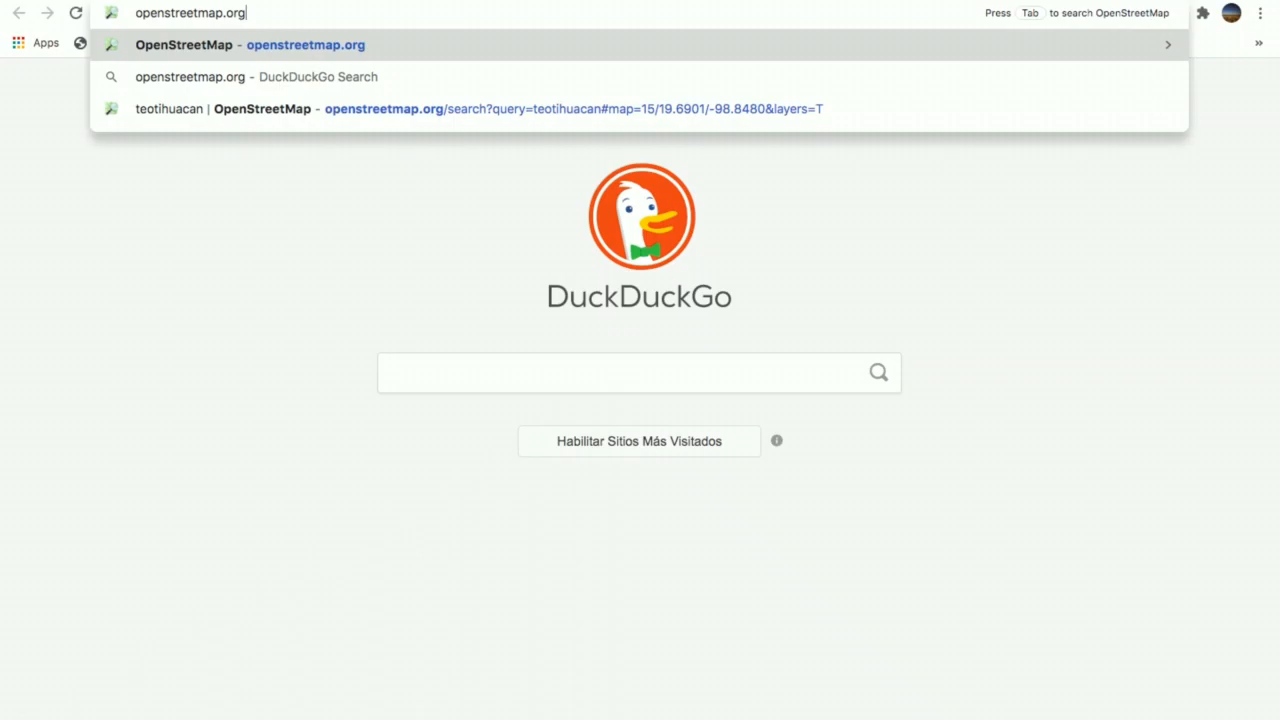 openstreetmap.org Press Tab to search OpenStreetMap
Apps OpenStreetMap - openstreetmap.org
openstreetmap.org - DuckDuckGo Search
teotihuacan | OpenStreetMap - openstreetmap.org/search?query=teotihuacan#map=15/19.6901/-98.8480&layers=T
DuckDuckGo
Habilitar Sitios Más Visitados